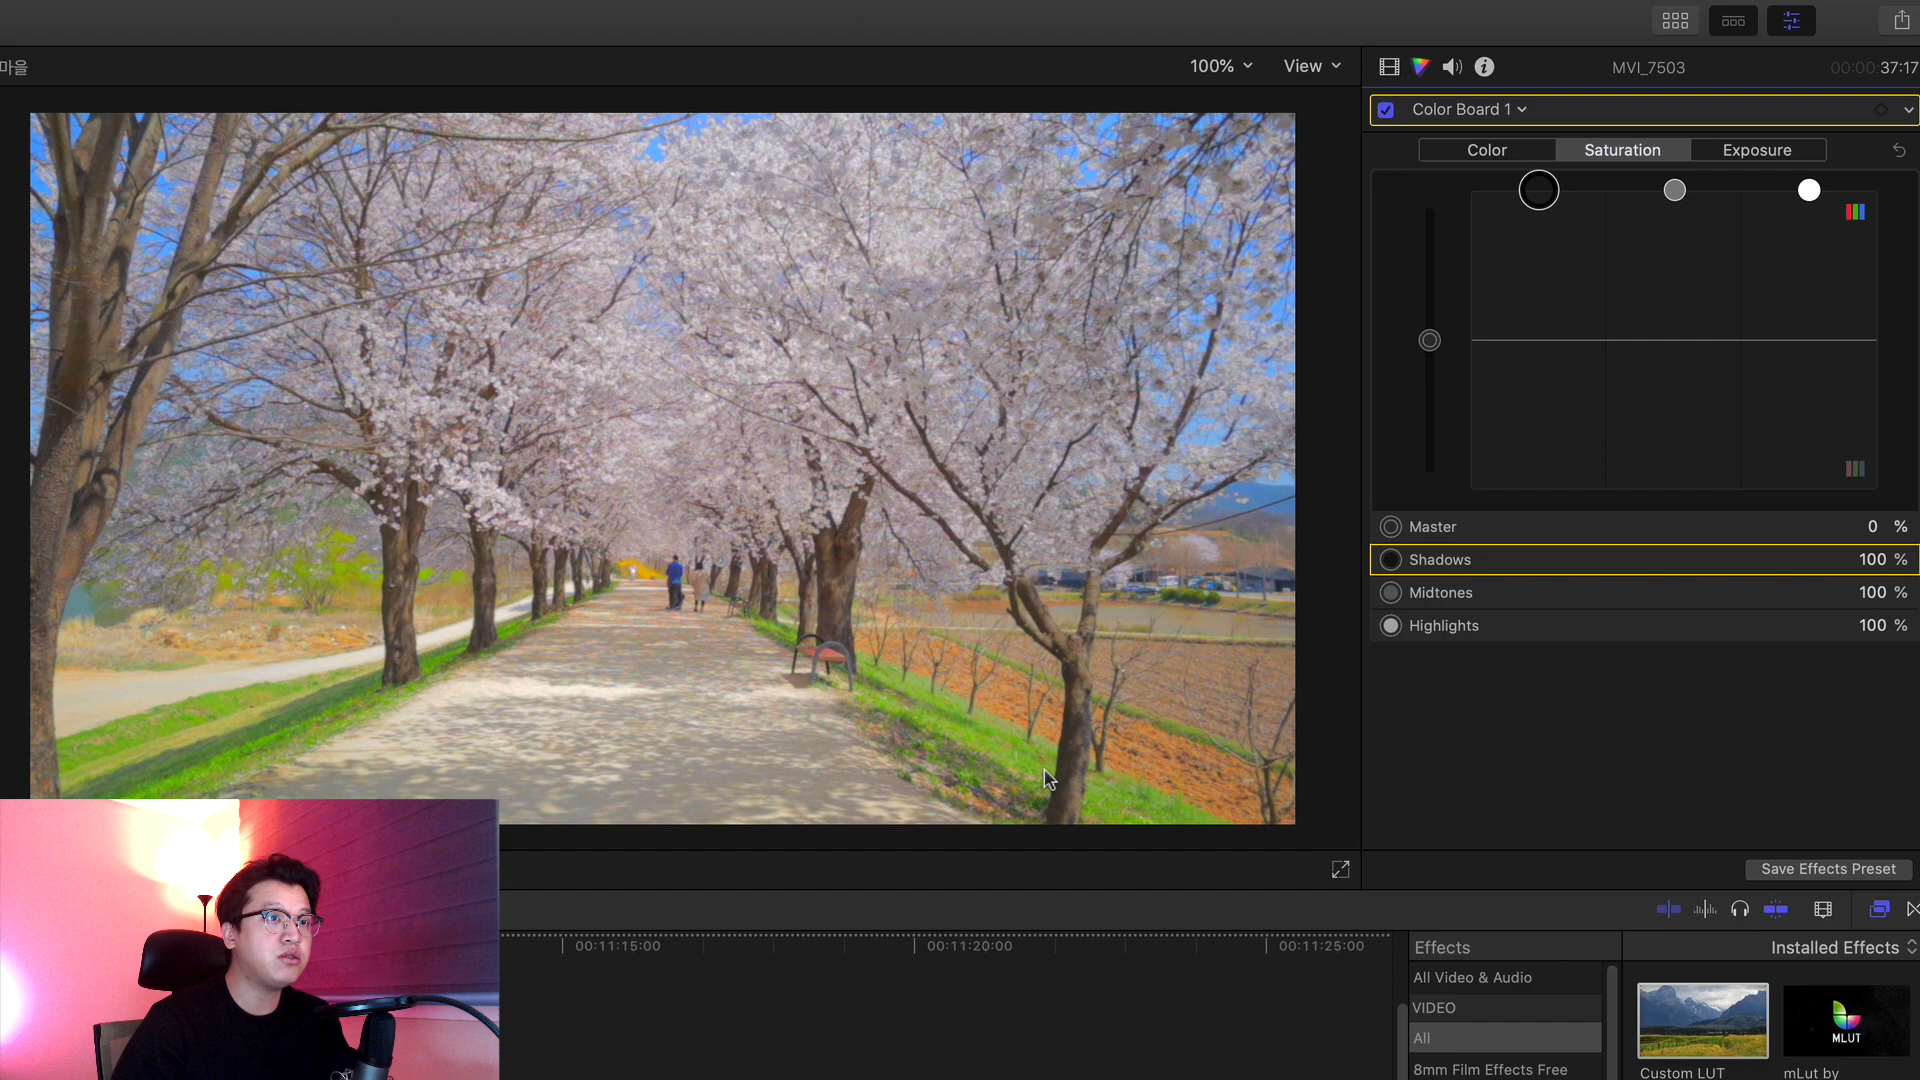 마을
100%
View
MVI_7503
00:00:37:17
Color Board 1
Color
Saturation
Exposure
Master
0 %
Shadows
100 %
Midtones
100 %
Highlights
100 %
Save Effects Preset
00:11:15:00
00:11:20:00
00:11:25:00
Effects
Installed Effects
All Video & Audio
VIDEO
All
8mm Film Effects Free
MLUT
Custom LUT
mLut by